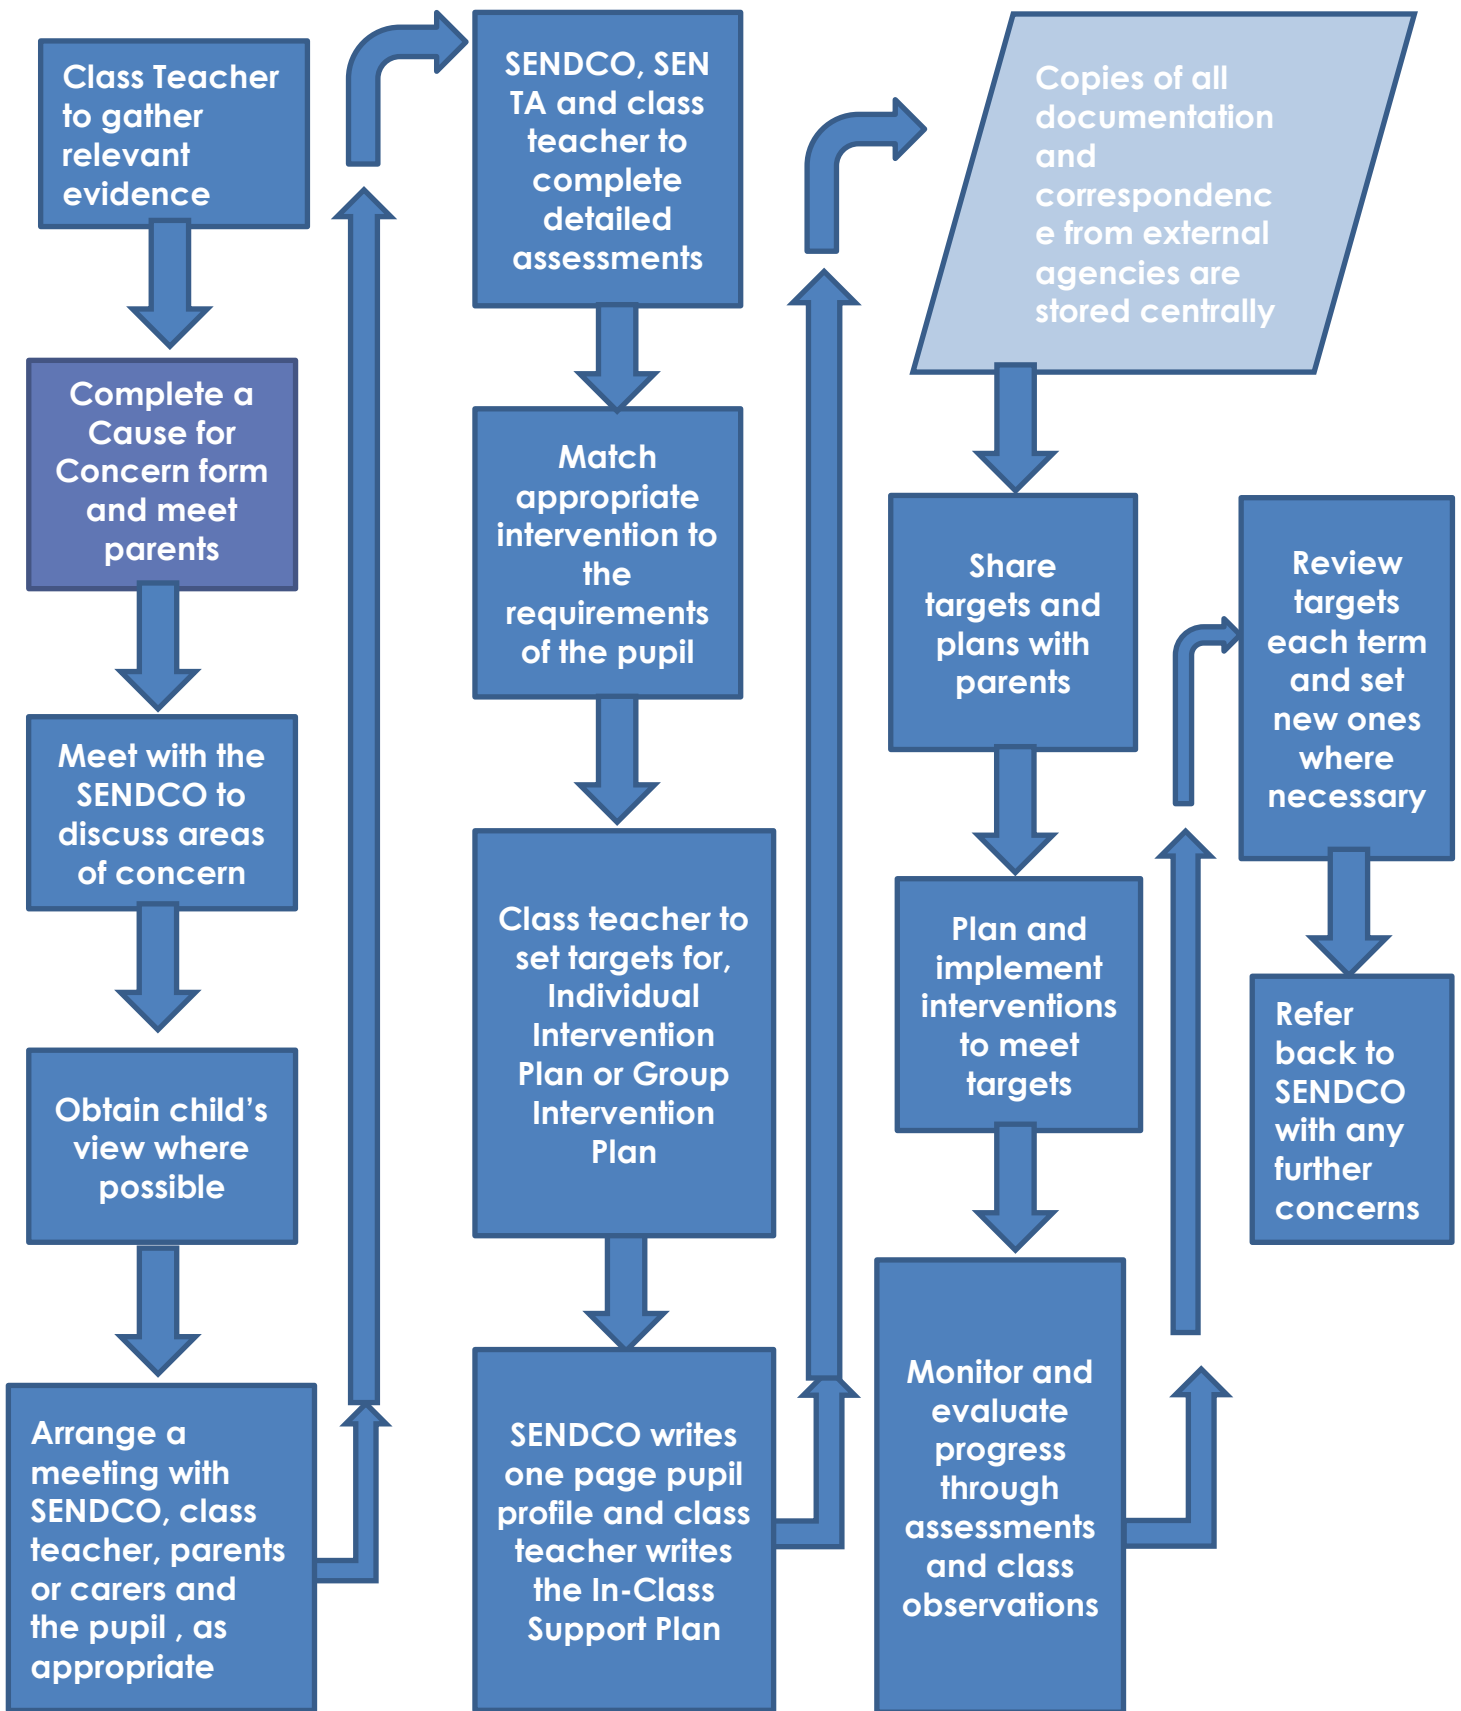 Class Teacher
to gather
relevant
evidence
Complete a
Cause for
Concern form
and meet
parents
Meet with the
SENDCO to
discuss areas
of concern
Obtain child’s
view where
possible
Arrange a
meeting with
SENDCO, class
teacher, parents
or carers and
the pupil , as
appropriate
SENDCO, SEN
TA and class
teacher to
complete
detailed
assessments
Match
appropriate
intervention to
the
requirements
of the pupil
Class teacher to
set targets for,
Individual
Intervention
Plan or Group
Intervention
Plan
SENDCO writes
one page pupil
profile and class
teacher writes
the In-Class
Support Plan
Copies of all
documentation
and
correspondenc
e from external
agencies are
stored centrally
Share
targets and
plans with
parents
Plan and
implement
interventions
to meet
targets
Monitor and
evaluate
progress
through
assessments
and class
observations
Review
targets
each term
and set
new ones
where
necessary
Refer
back to
SENDCO
with any
further
concerns